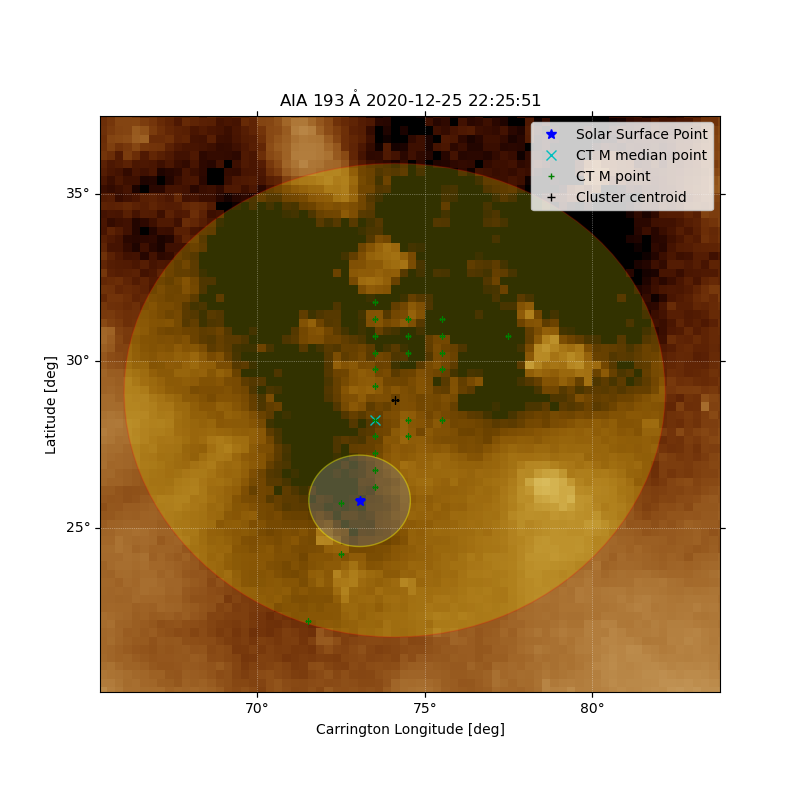 AIA 193 Å 2020-12-25 22:25:51
Solar Surface Point
CT M median point
CT M point
Cluster centroid
35°
30°
25°
Latitude [deg]
70°
75°
80°
Carrington Longitude [deg]